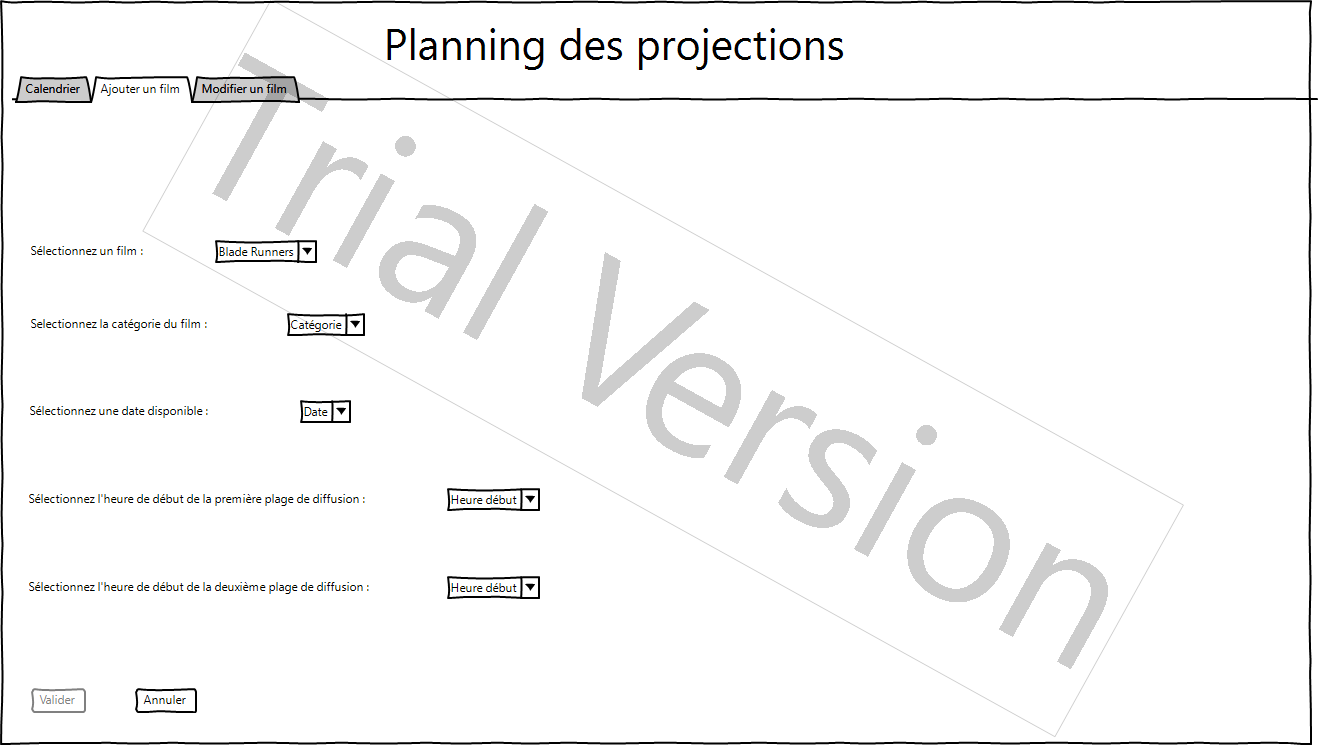 Planning des projections
Calendrier
Ajouter un film
Modifier un film
Sélectionnez un film :
Blade Runners
Selectionnez la catégorie du film :
Catégorie
Sélectionnez une date disponible :
Date
Sélectionnez l'heure de début de la première plage de diffusion :
Heure début
Sélectionnez l'heure de début de la deuxième plage de diffusion :
Heure début
Valider
Annuler
Trial Version